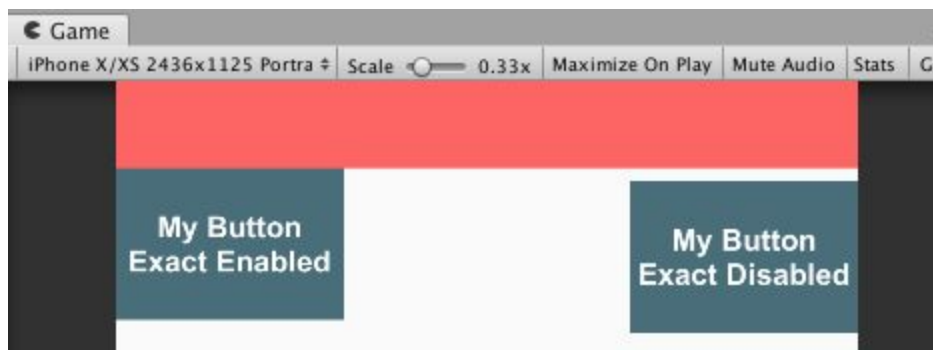 Game
iPhone X/XS 2436x1125 Portra Scale 0.33x Maximize On Play Mute Audio Stats G
My Button
Exact Enabled
My Button
Exact Disabled